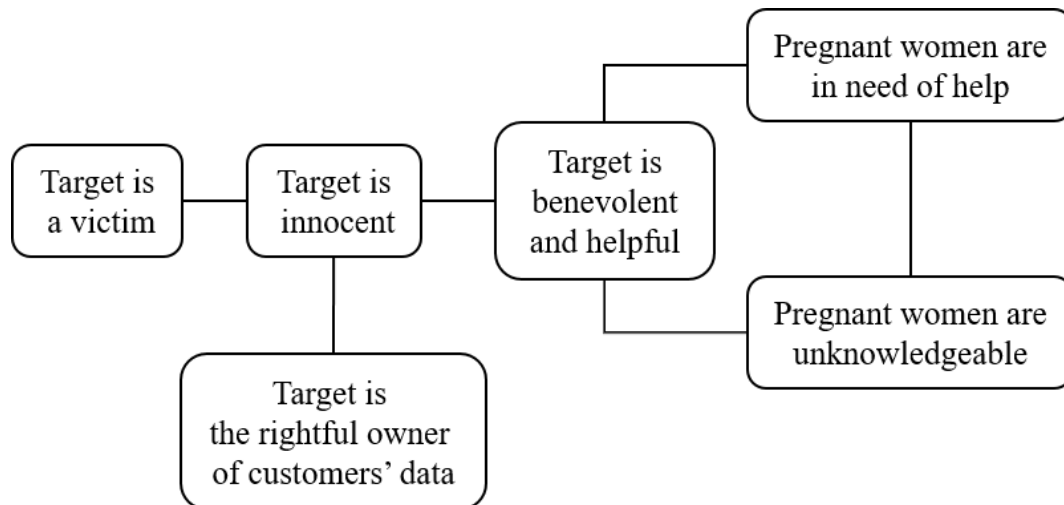 Target is
a victim
Target is
innocent
Target is
benevolent
and helpful
Pregnant women are
in need of help
Pregnant women are
unknowledgeable
Target is
the rightful owner
of customers’ data